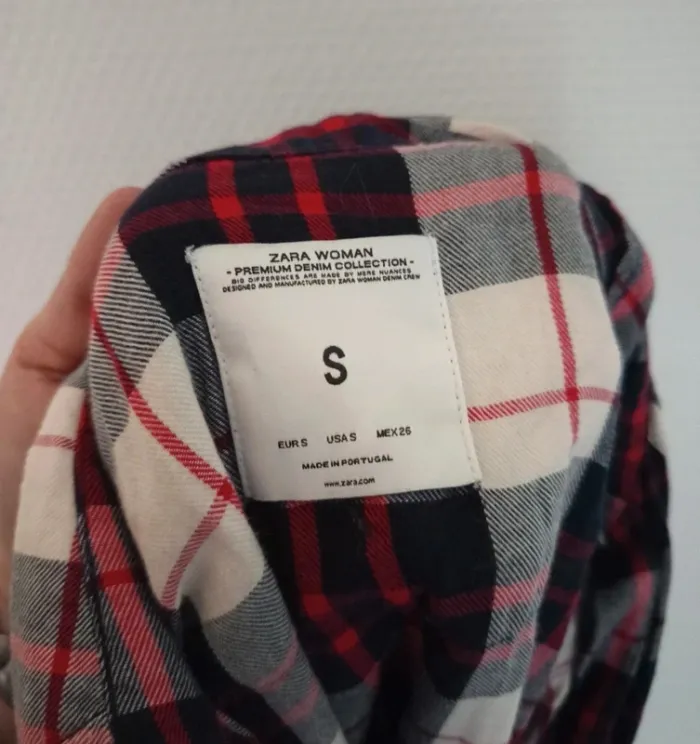 ZARA WOMAN
- PREMIUM DENIM COLLECTION -
BIG DIFFERENCES ARE MADE BY MERE NUANCES
DESIGNED AND MANUFACTURED BY ZARA WOMAN DENIM CREW
S
EUR S USA S MEX 26
MADE IN PORTUGAL
www.zara.com